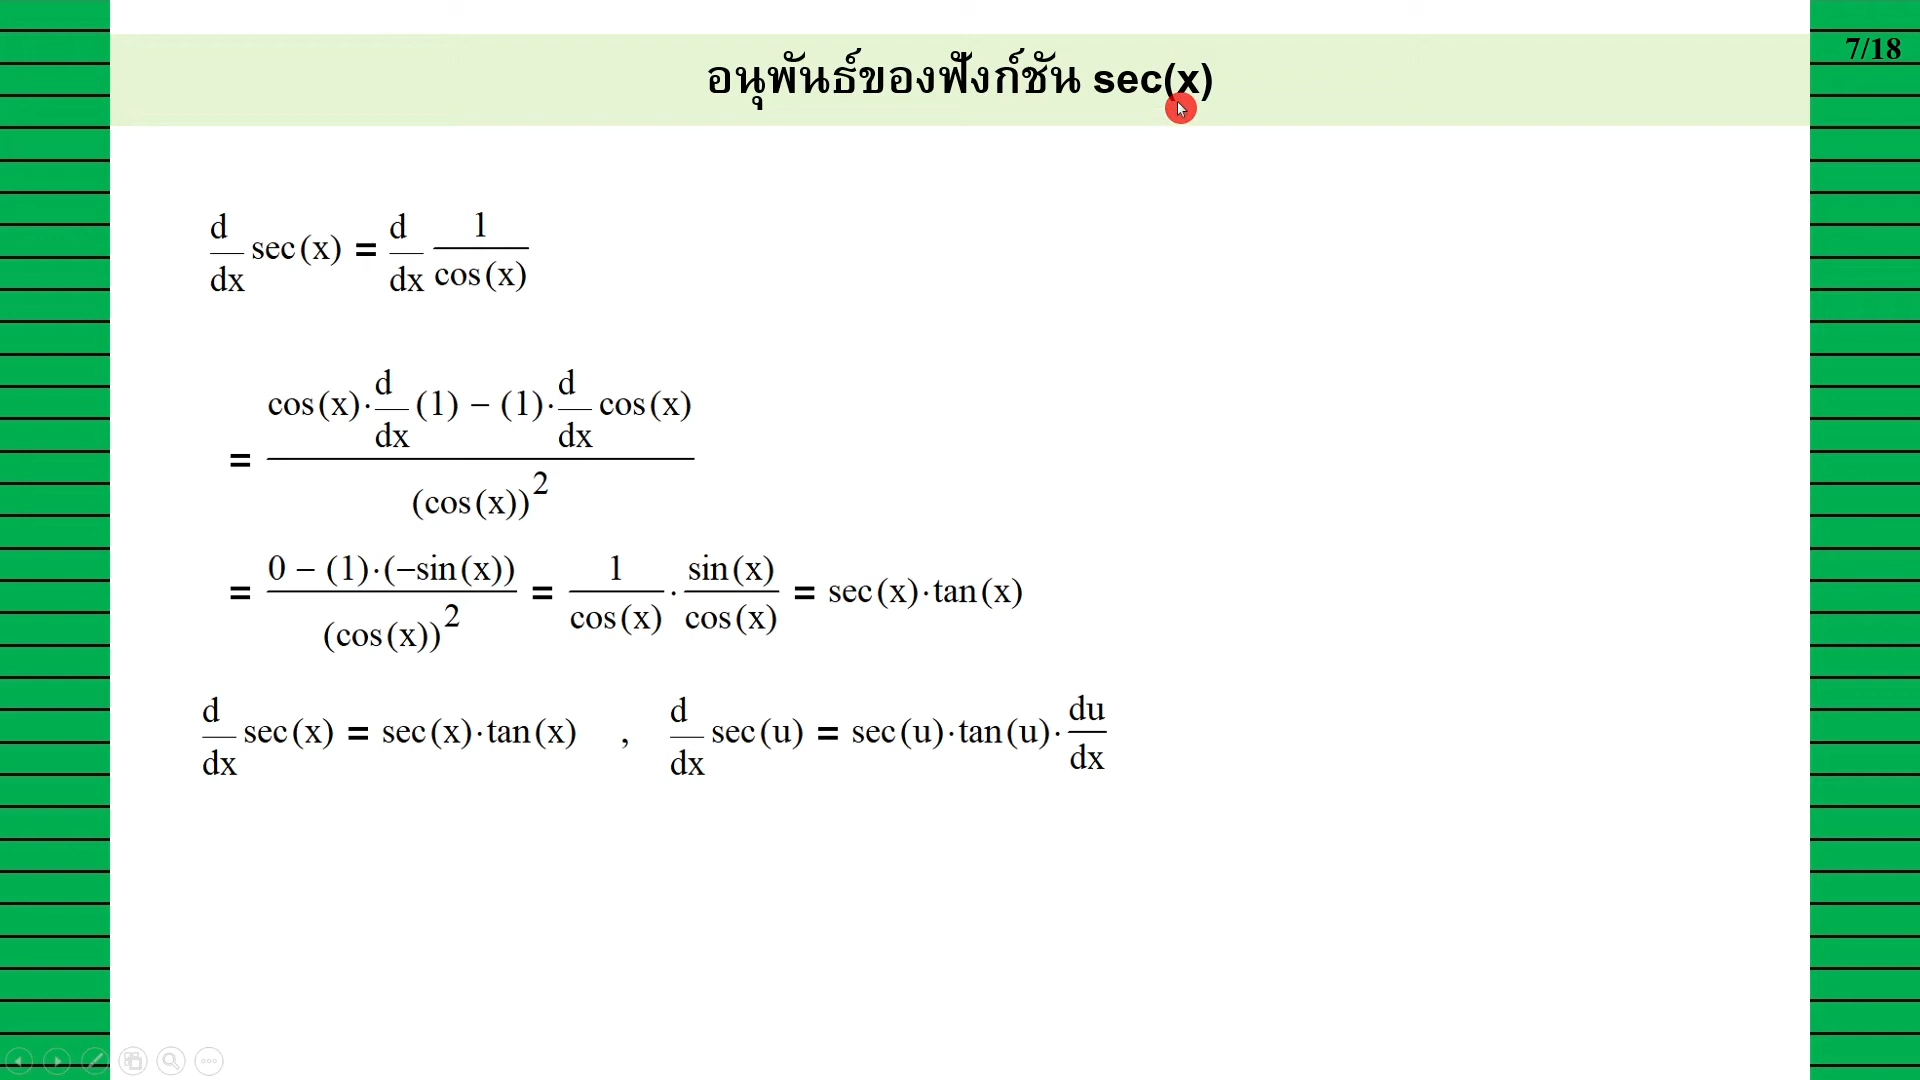 7/18
อนุพันธ์ของฟังก์ชัน sec(x)
d/dx sec(x) = d/dx 1/cos(x)
= (cos(x)·d/dx (1) − (1)·d/dx cos(x))/(cos(x))²
= (0 − (1)·(−sin(x)))/(cos(x))² = 1/cos(x) · sin(x)/cos(x) = sec(x)·tan(x)
d/dx sec(x) = sec(x)·tan(x) , d/dx sec(u) = sec(u)·tan(u)·du/dx